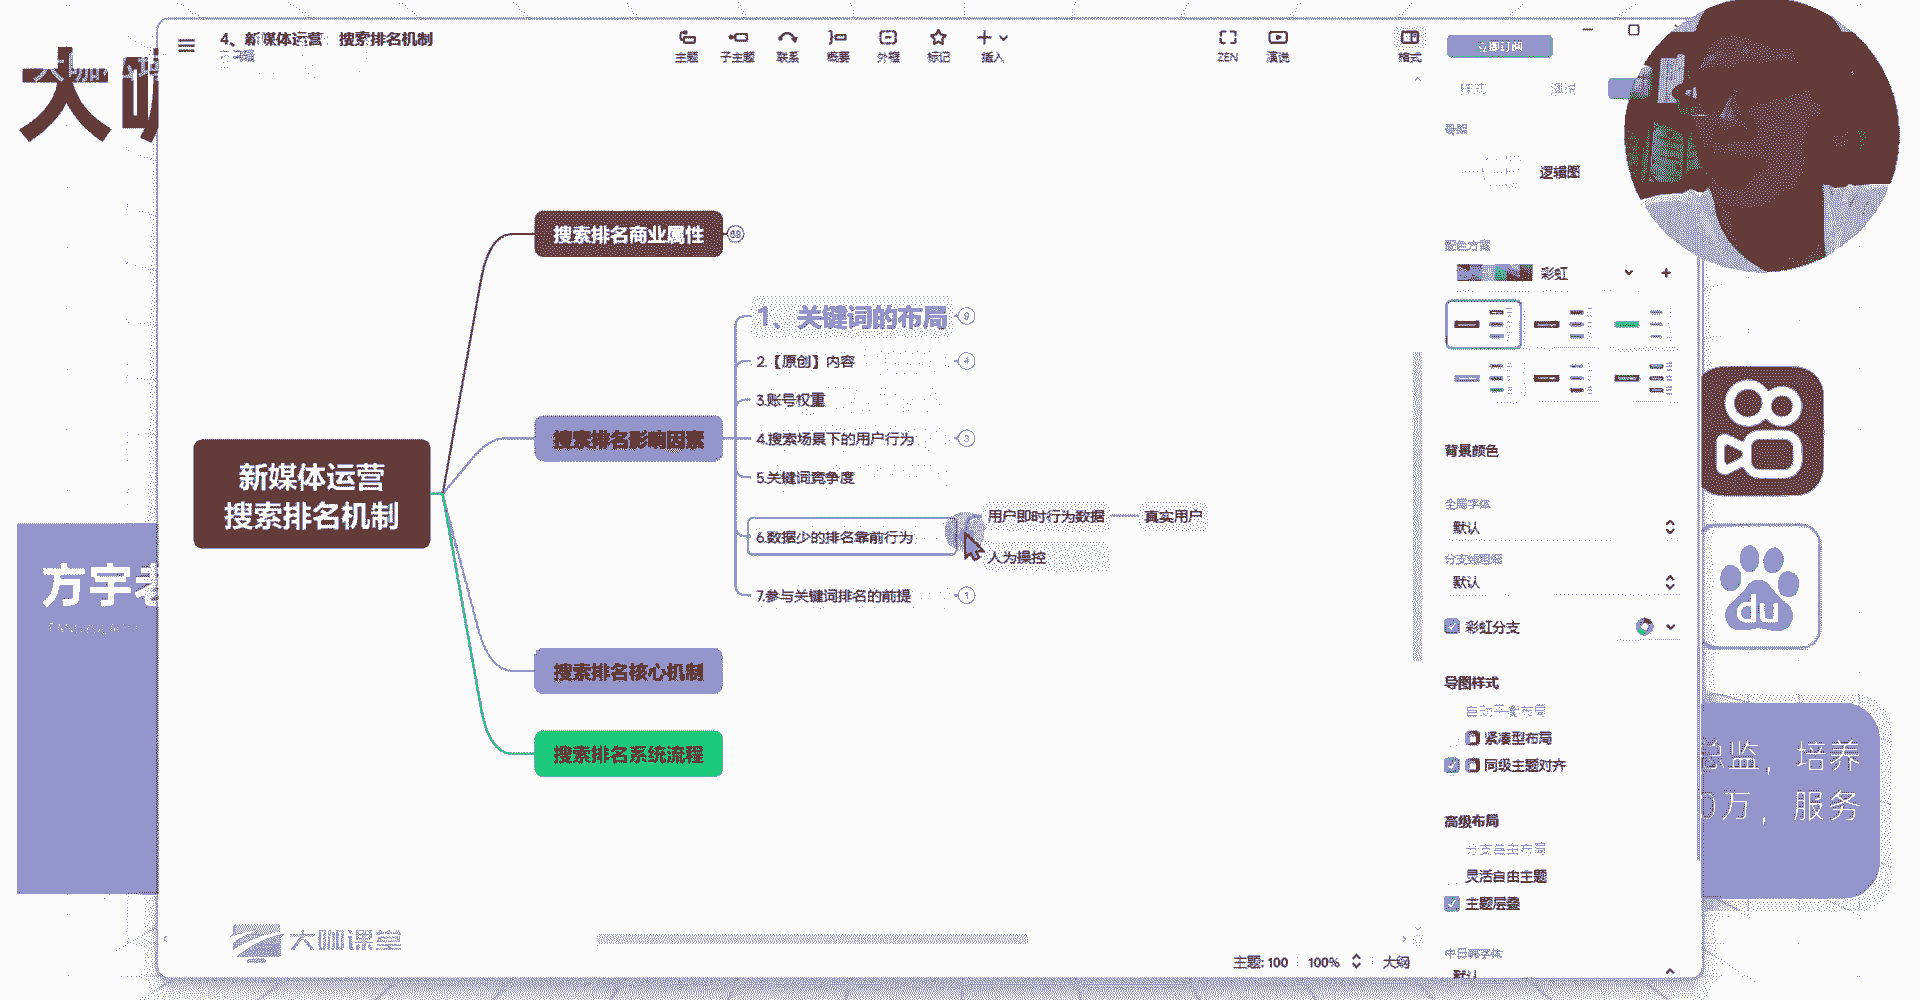 4、新媒体运营 搜索排名机制
主题
子主题
联系
概要
外框
标记
插入
ZEN
演说
格式
立即订阅
样式
演说
骨架
逻辑图
配色方案
彩虹
搜索排名商业属性
68
1、关键词的布局
9
2.【原创】内容
4
3.账号权重
搜索排名影响因素
4.搜索场景下的用户行为
3
5.关键词竞争度
新媒体运营
搜索排名机制
用户即时行为数据
真实用户
6.数据少的排名靠前行为
人为操控
7.参与关键词排名的前提
1
搜索排名核心机制
搜索排名系统流程
背景颜色
全局字体
默认
分支线粗细
默认
彩虹分支
导图样式
自动平衡布局
紧凑型布局
同级主题对齐
高级布局
分支自由布局
灵活自由主题
主题层叠
中日韩字体
默认
主题: 100
100%
大纲
大咖课堂
方宇老
du
总监，培养
0万，服务